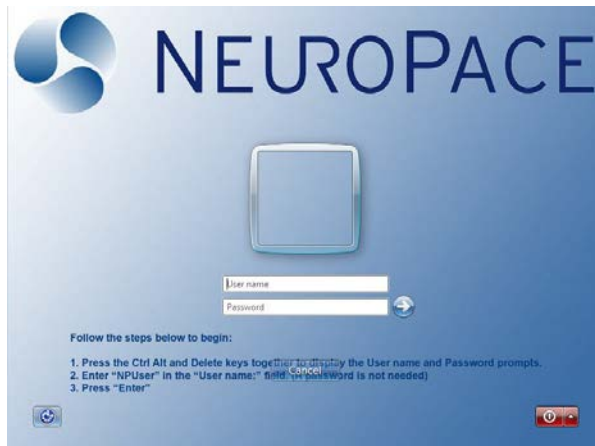 NEUROPACE
User name
Password
Follow the steps below to begin:
1. Press the Ctrl Alt and Delete keys together to display the User name and Password prompts.
2. Enter “NPUser” in the “User name:” field. (A password is not needed)
Cancel
3. Press “Enter”